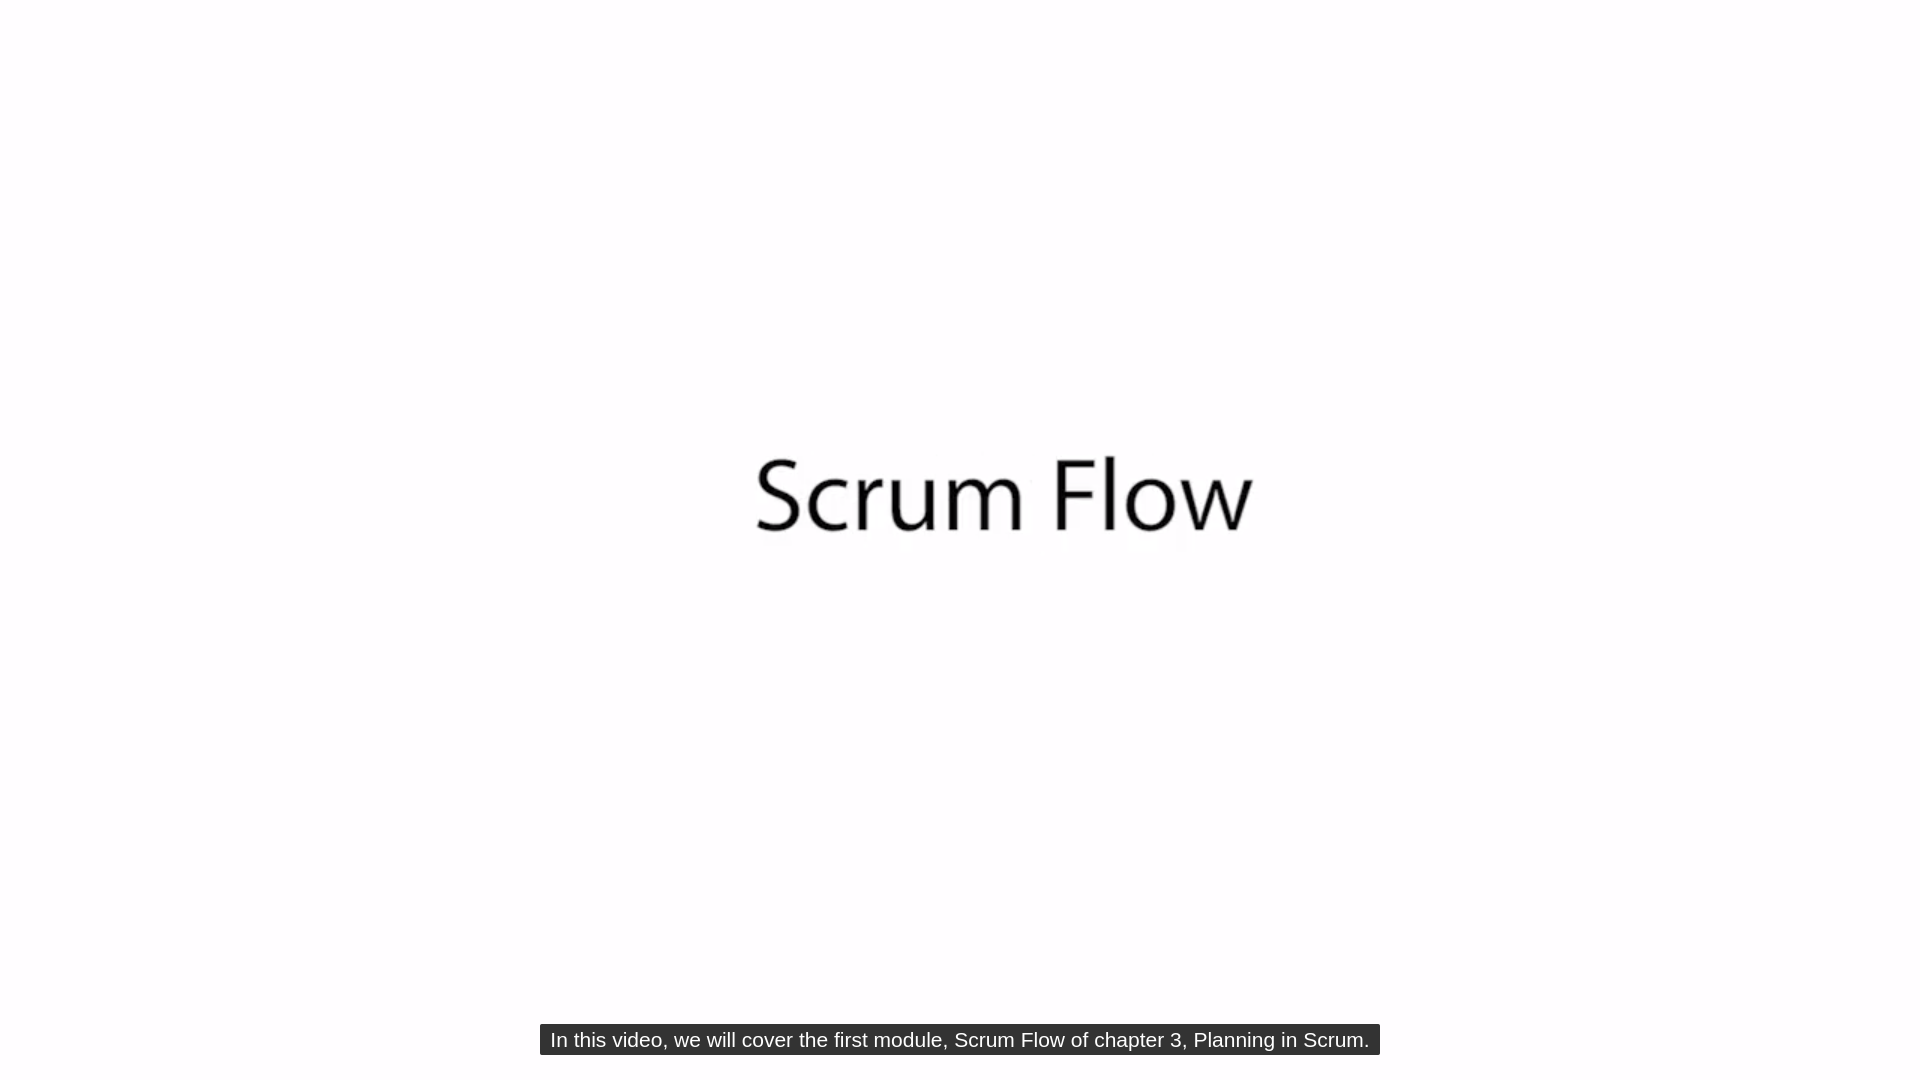 Scrum Flow
In this video, we will cover the first module, Scrum Flow of chapter 3, Planning in Scrum.